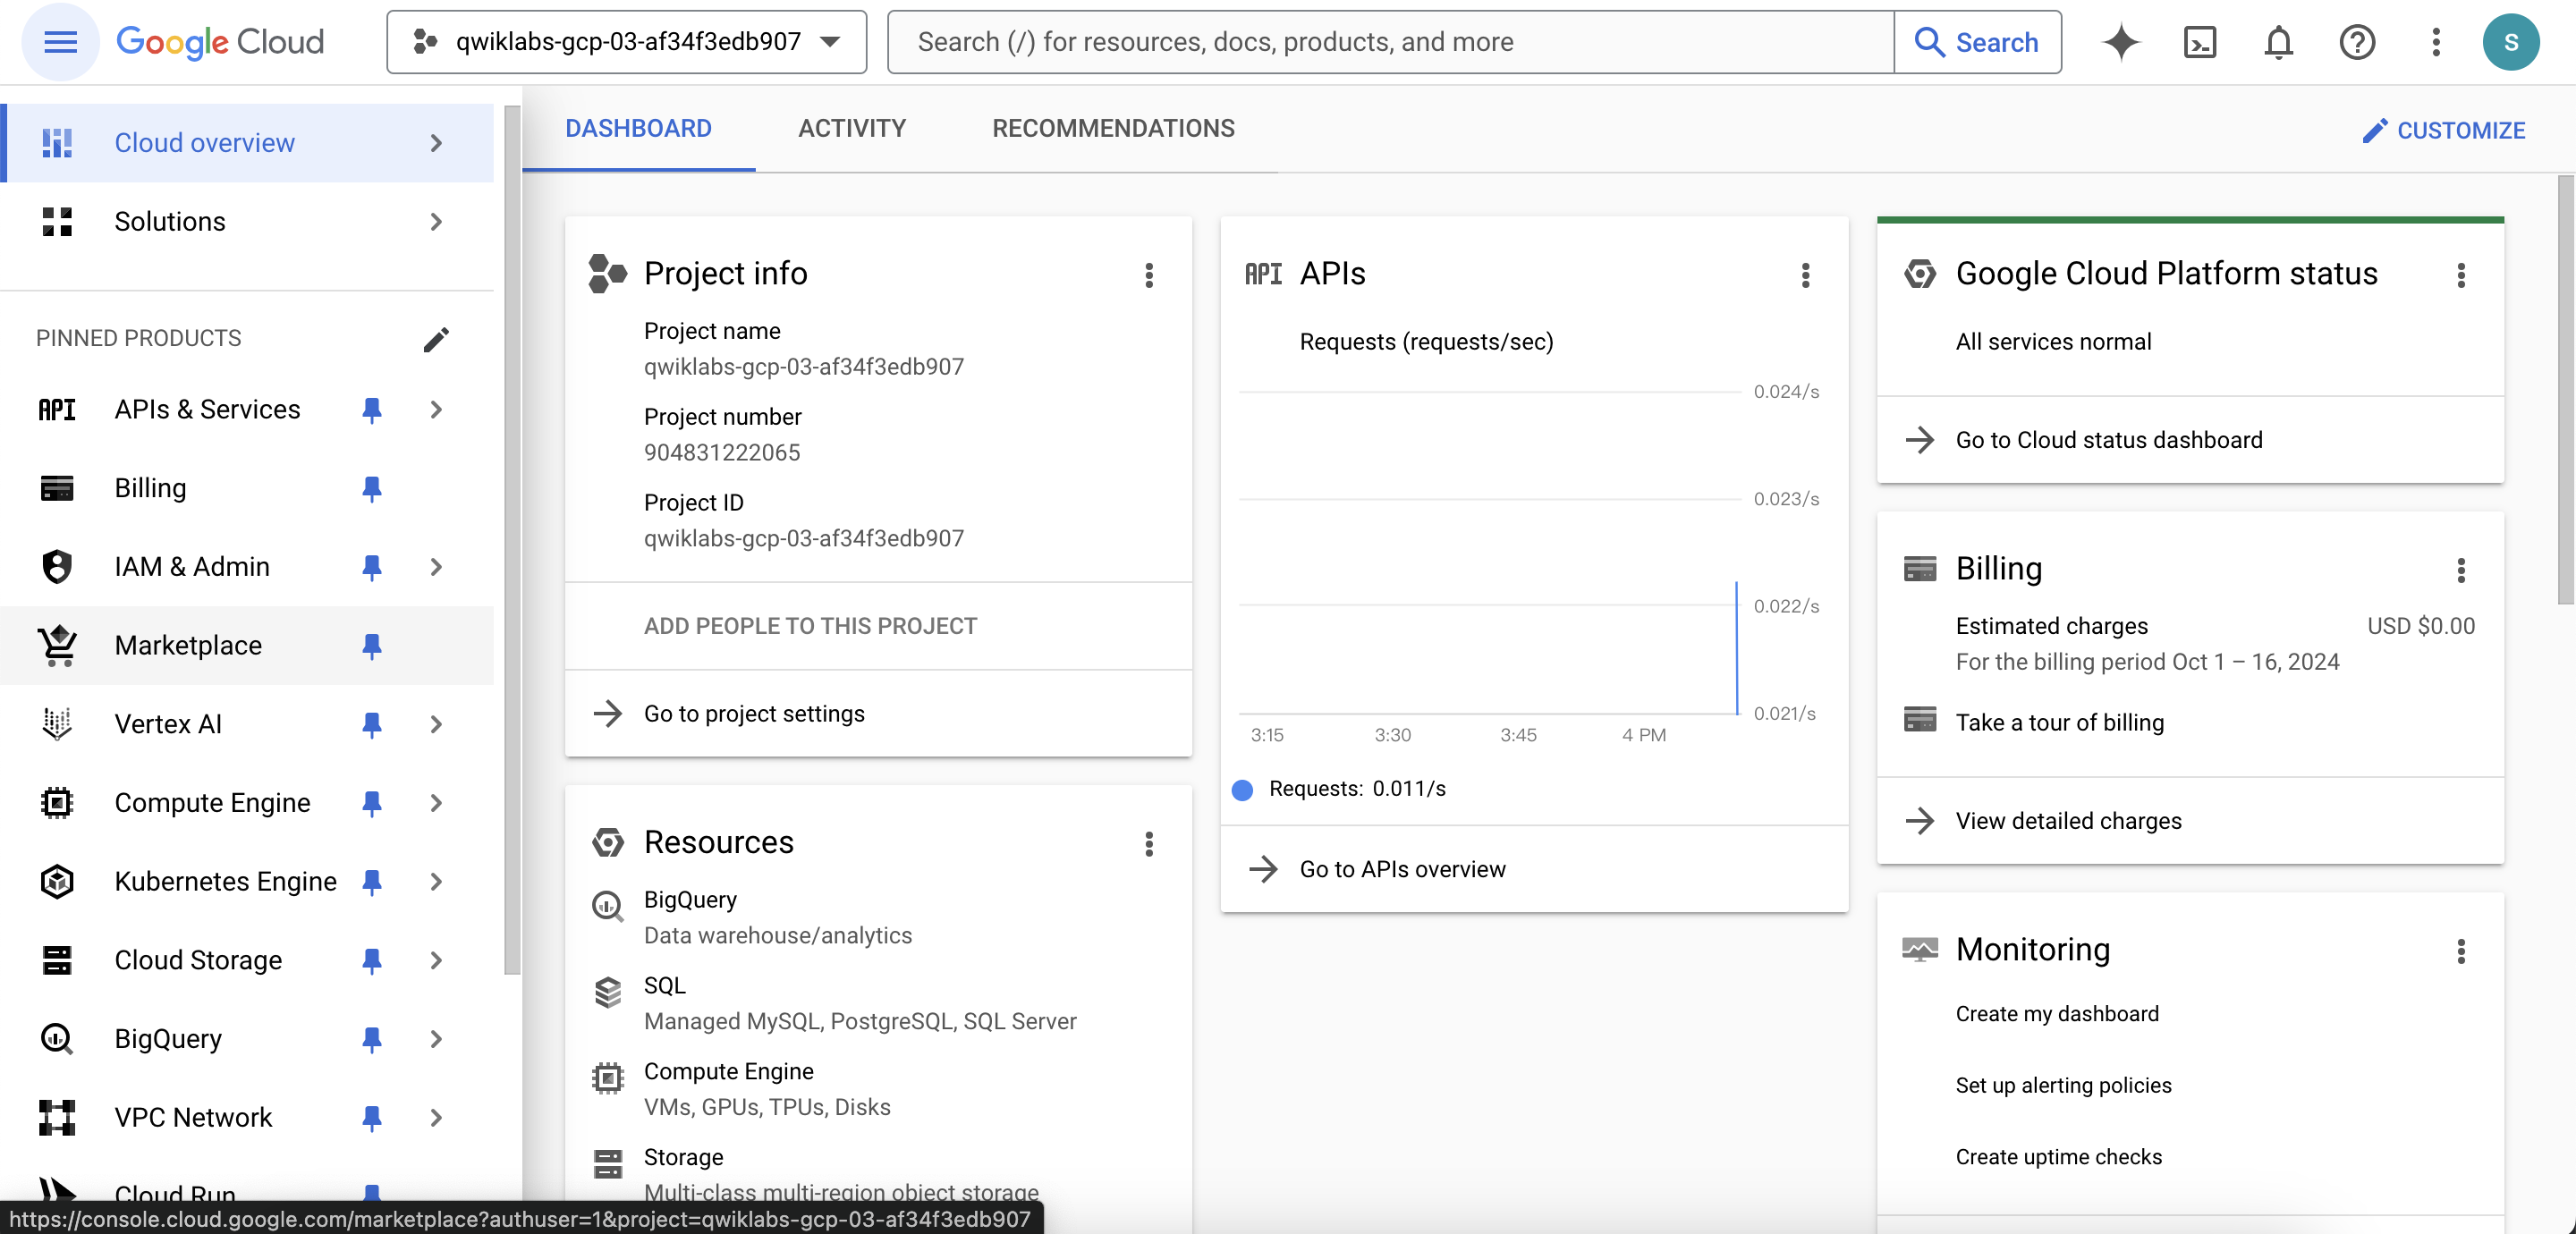 Google Cloud
qwiklabs-gcp-03-af34f3edb907
Search (/) for resources, docs, products, and more
Search
S
Cloud overview
Solutions
PINNED PRODUCTS
API
APIs & Services
Billing
IAM & Admin
Marketplace
Vertex AI
Compute Engine
Kubernetes Engine
Cloud Storage
BigQuery
VPC Network
Cloud Run
https://console.cloud.google.com/marketplace?authuser=1&project=qwiklabs-gcp-03-af34f3edb907
DASHBOARD
ACTIVITY
RECOMMENDATIONS
CUSTOMIZE
Project info
Project name
qwiklabs-gcp-03-af34f3edb907
Project number
904831222065
Project ID
qwiklabs-gcp-03-af34f3edb907
ADD PEOPLE TO THIS PROJECT
Go to project settings
Resources
BigQuery
Data warehouse/analytics
SQL
Managed MySQL, PostgreSQL, SQL Server
Compute Engine
VMs, GPUs, TPUs, Disks
Storage
Multi-class multi-region object storage
API APIs
Requests (requests/sec)
0.024/s
0.023/s
0.022/s
0.021/s
3:15 3:30 3:45 4 PM
Requests: 0.011/s
Go to APIs overview
Google Cloud Platform status
All services normal
Go to Cloud status dashboard
Billing
Estimated charges USD $0.00
For the billing period Oct 1 – 16, 2024
Take a tour of billing
View detailed charges
Monitoring
Create my dashboard
Set up alerting policies
Create uptime checks